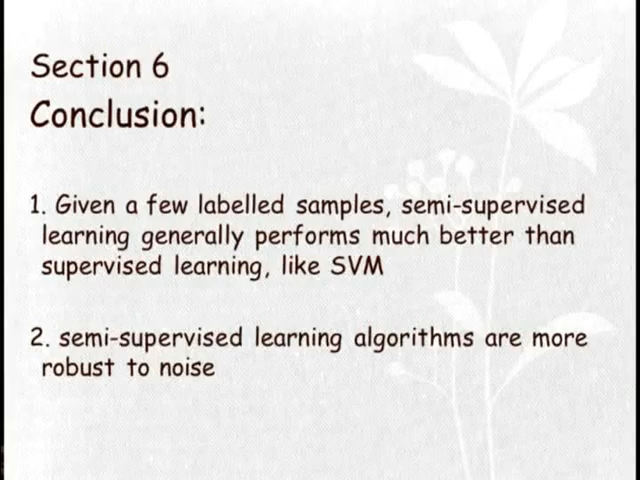 Section 6
Conclusion:
1. Given a few labelled samples, semi-supervised
learning generally performs much better than
supervised learning, like SVM
2. semi-supervised learning algorithms are more
robust to noise